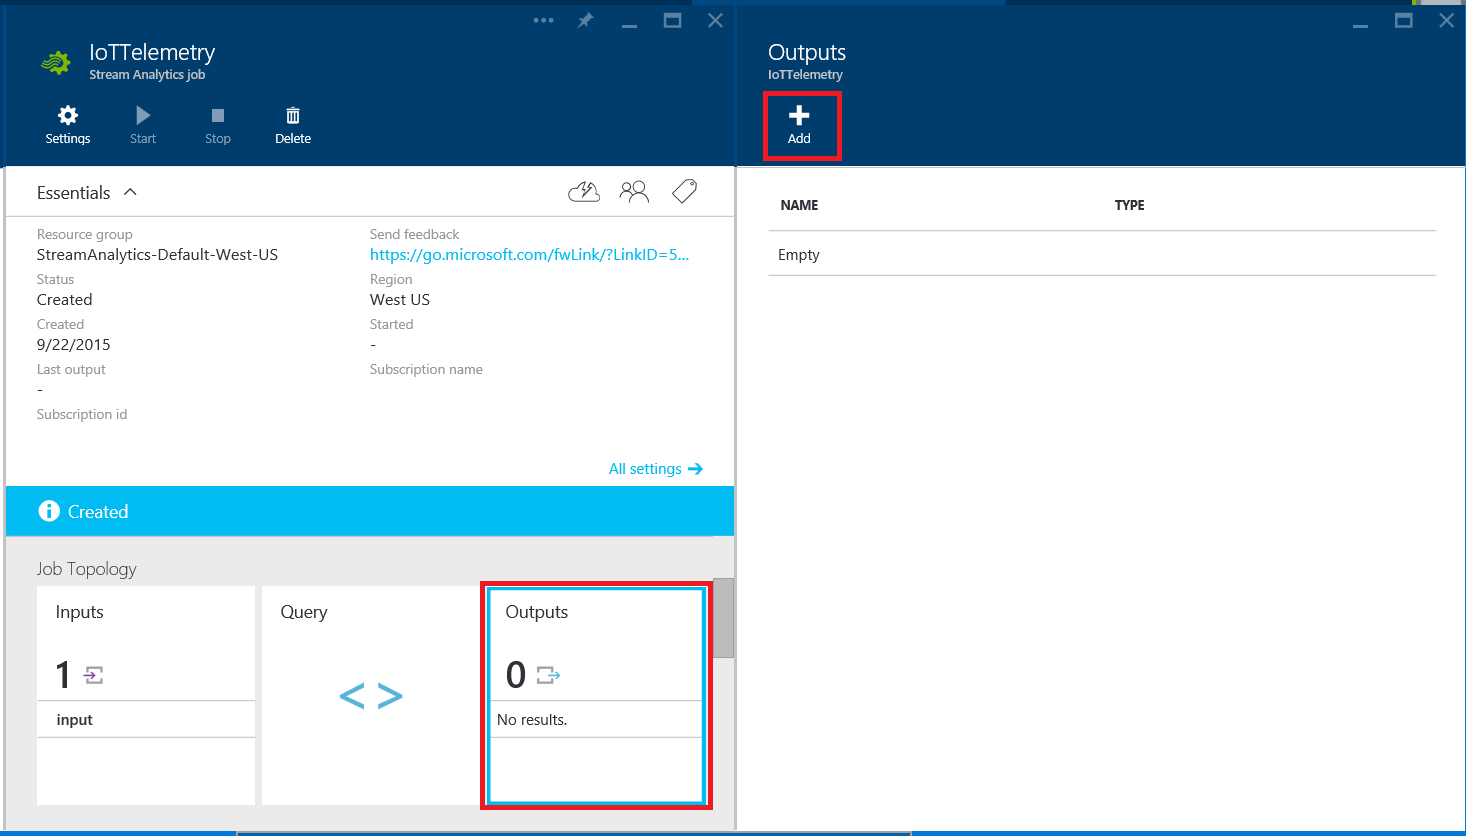 IoTTelemetry
Stream Analytics job
Settings
Start
Stop
Delete
Essentials
Resource group
StreamAnalytics-Default-West-US
Status
Created
Created
9/22/2015
Last output
-
Subscription id
Send feedback
https://go.microsoft.com/fwLink/?LinkID=5...
Region
West US
Started
-
Subscription name
All settings
Created
Job Topology
Inputs
1
input
Query
< >
Outputs
0
No results.
Outputs
IoTTelemetry
Add
NAME TYPE
Empty